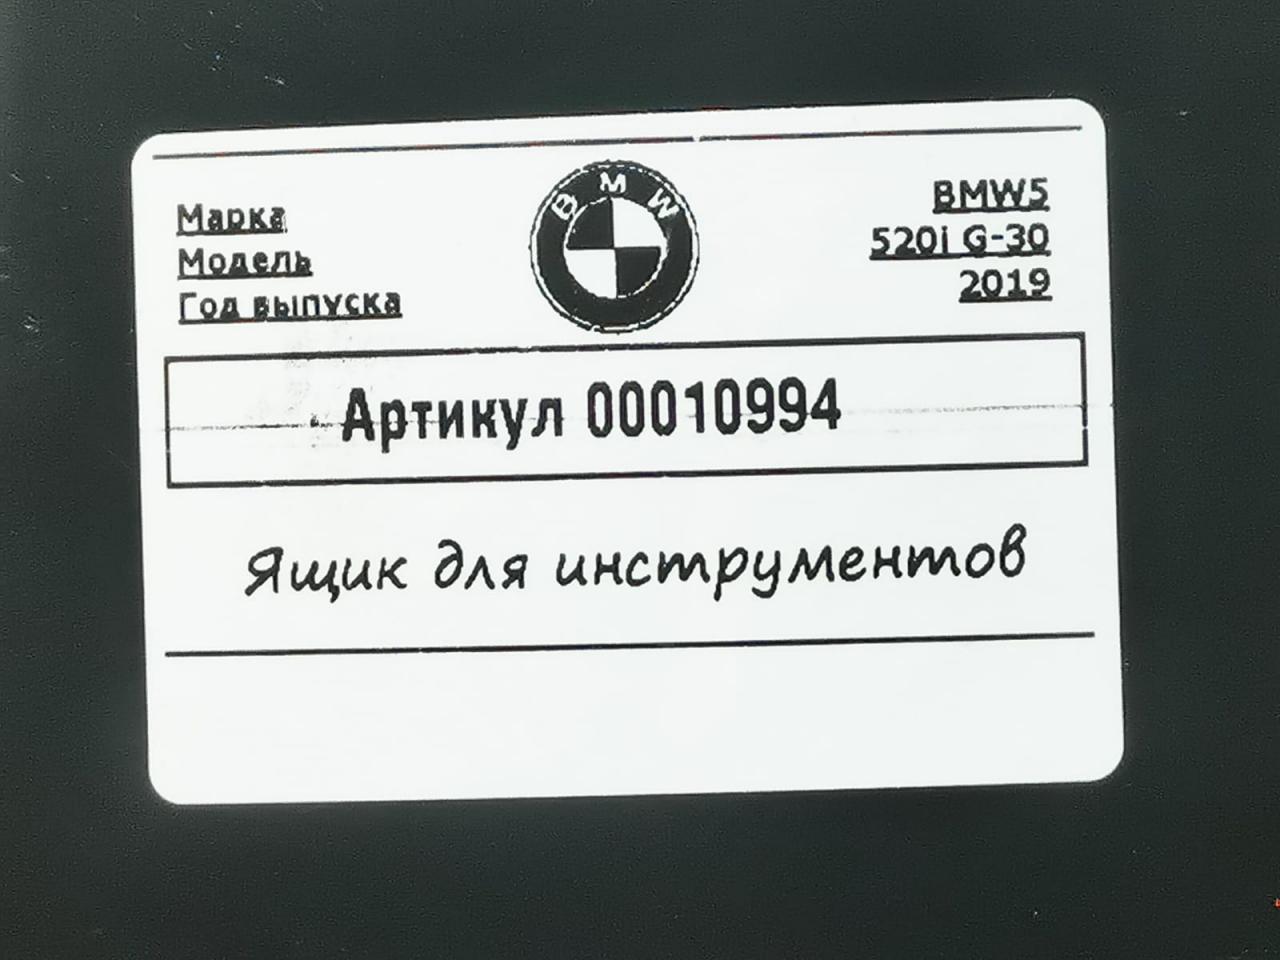 Марка BMW5
Модель 520i G-30
Год выпуска 2019
BMW
Артикул 00010994
Ящик для инструментов